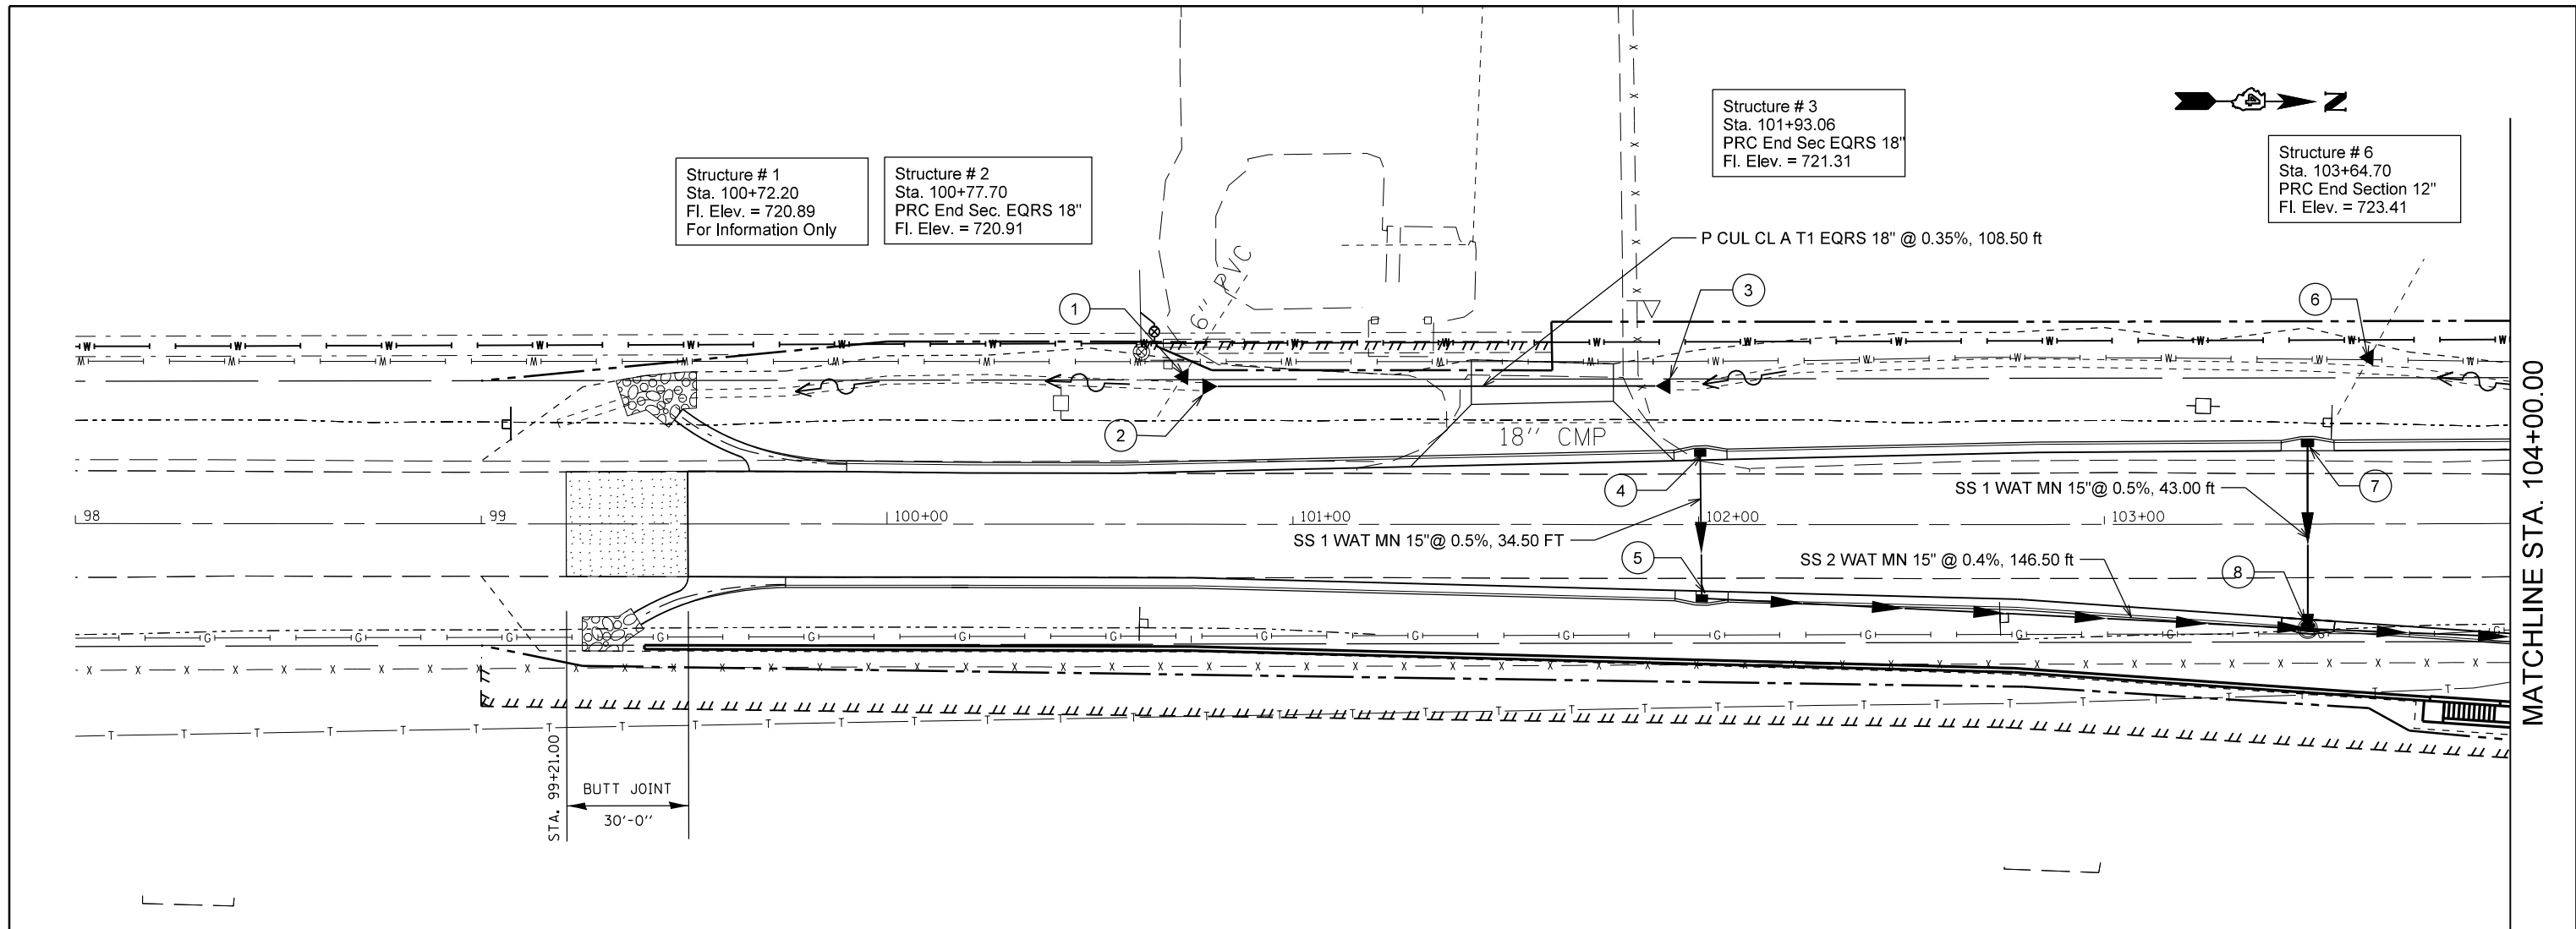 Structure # 1
Sta. 100+72.20
Fl. Elev. = 720.89
For Information Only
Structure # 2
Sta. 100+77.70
PRC End Sec. EQRS 18"
Fl. Elev. = 720.91
Structure # 3
Sta. 101+93.06
PRC End Sec EQRS 18"
Fl. Elev. = 721.31
Structure # 6
Sta. 103+64.70
PRC End Section 12"
Fl. Elev. = 723.41
N
P CUL CL A T1 EQRS 18" @ 0.35%, 108.50 ft
6'' PVC
1
2
3
6
18'' CMP
4
7
SS 1 WAT MN 15"@ 0.5%, 43.00 ft
98
99
100+00
101+00
102+00
103+00
SS 1 WAT MN 15"@ 0.5%, 34.50 FT
5
SS 2 WAT MN 15" @ 0.4%, 146.50 ft
8
STA. 99+21.00
BUTT JOINT
30'-0''
MATCHLINE STA. 104+00.00